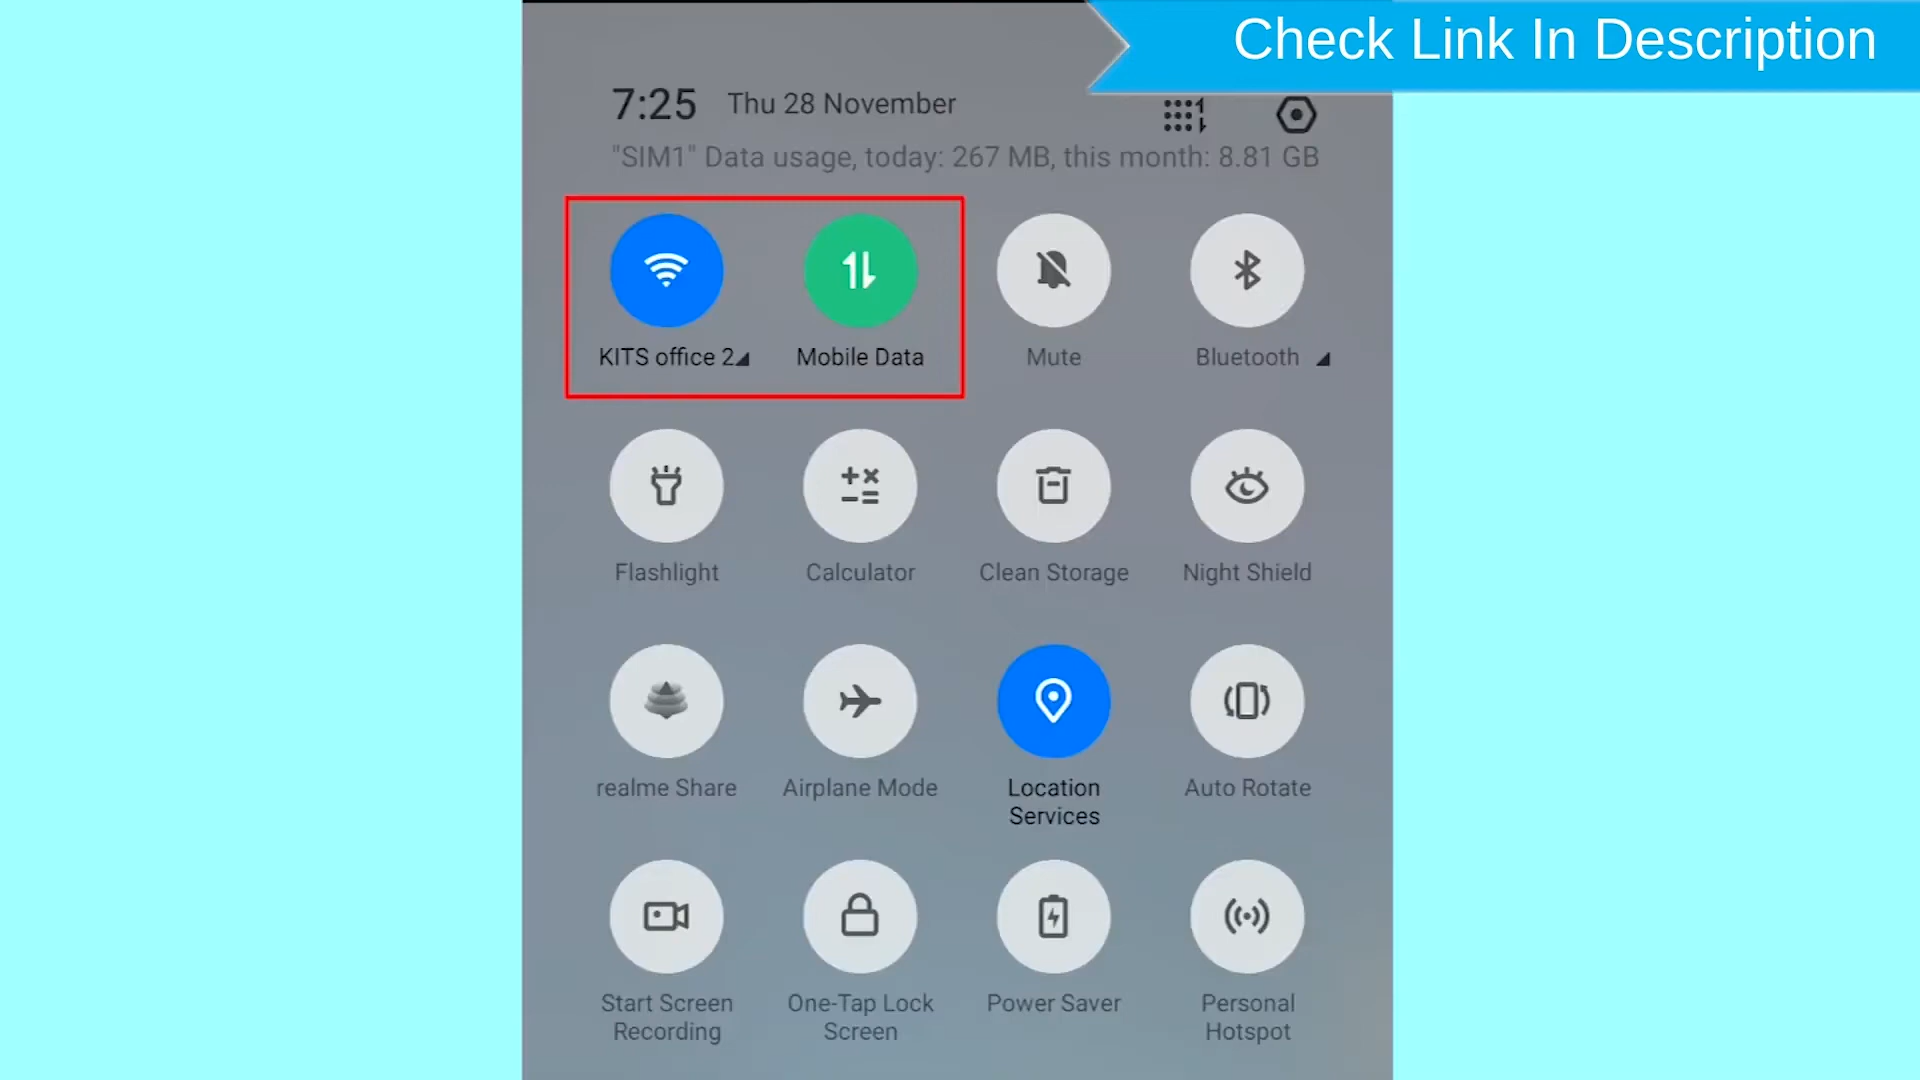 Check Link In Description
7:25 Thu 28 November
"SIM1" Data usage, today: 267 MB, this month: 8.81 GB
KITS office 2 Mobile Data Mute Bluetooth
Flashlight Calculator Clean Storage Night Shield
realme Share Airplane Mode Location Services Auto Rotate
Start Screen Recording One-Tap Lock Screen Power Saver Personal Hotspot